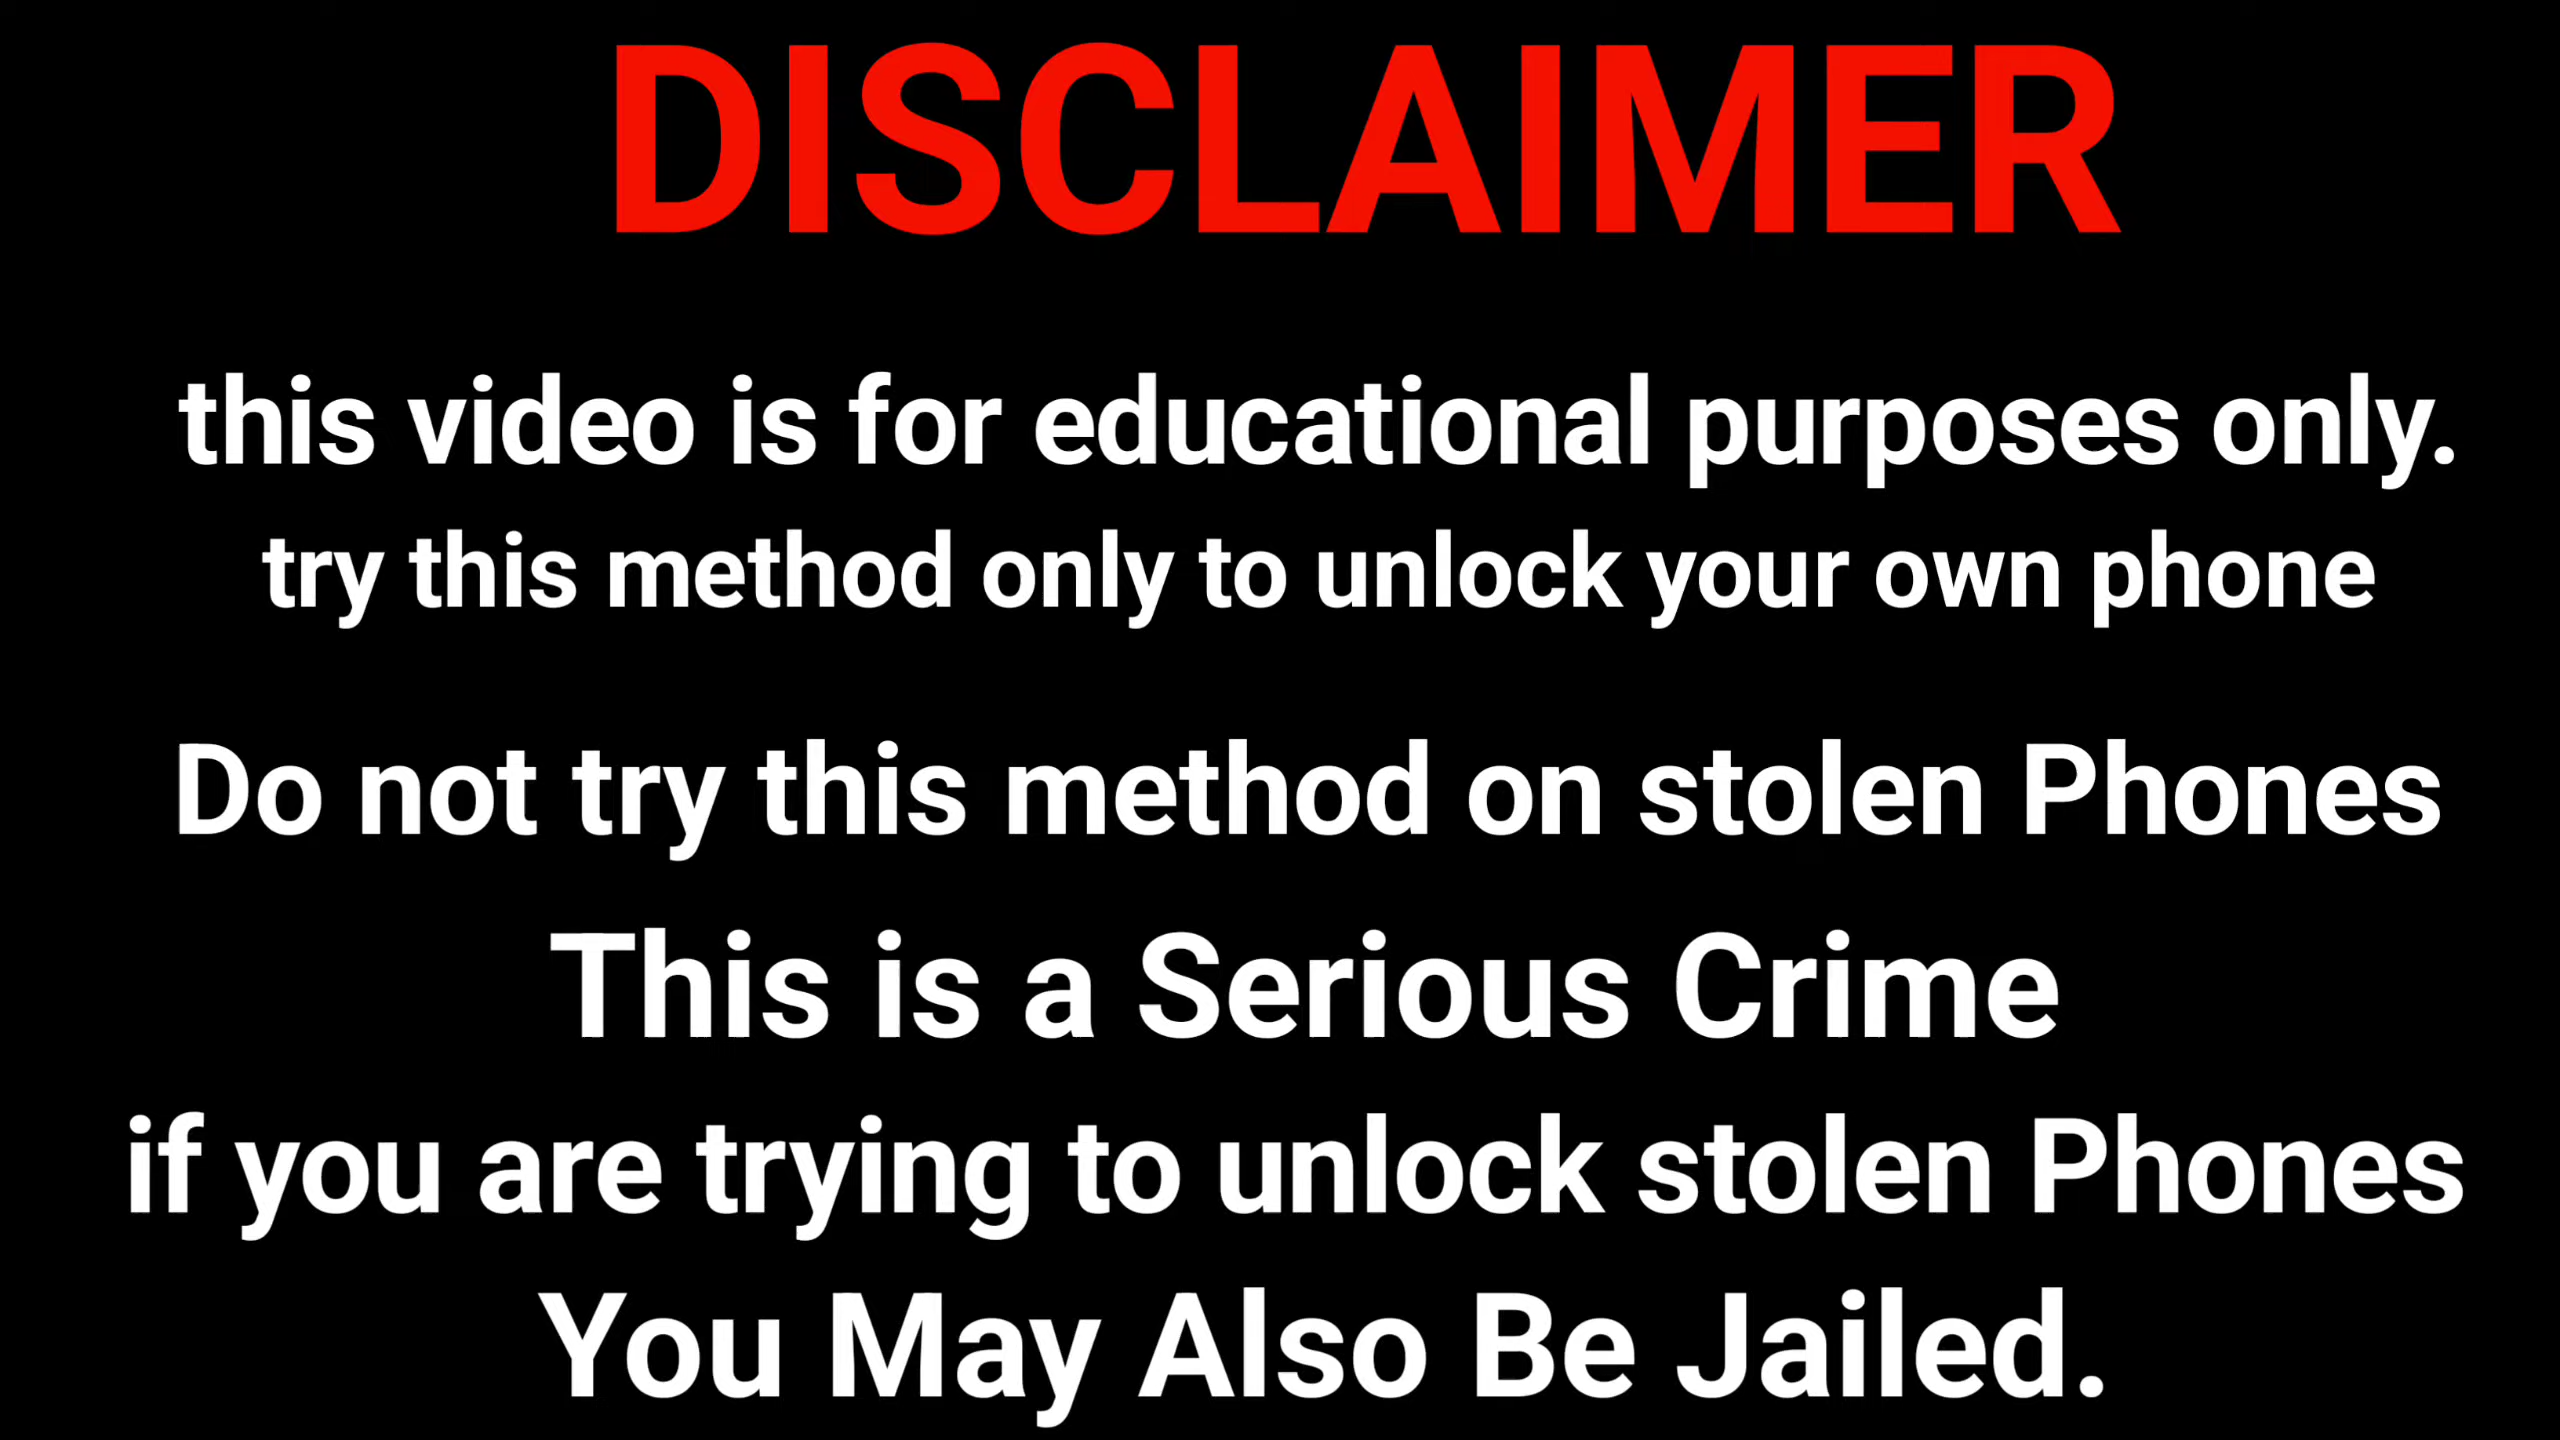 DISCLAIMER
this video is for educational purposes only.
try this method only to unlock your own phone
Do not try this method on stolen Phones
This is a Serious Crime
if you are trying to unlock stolen Phones
You May Also Be Jailed.